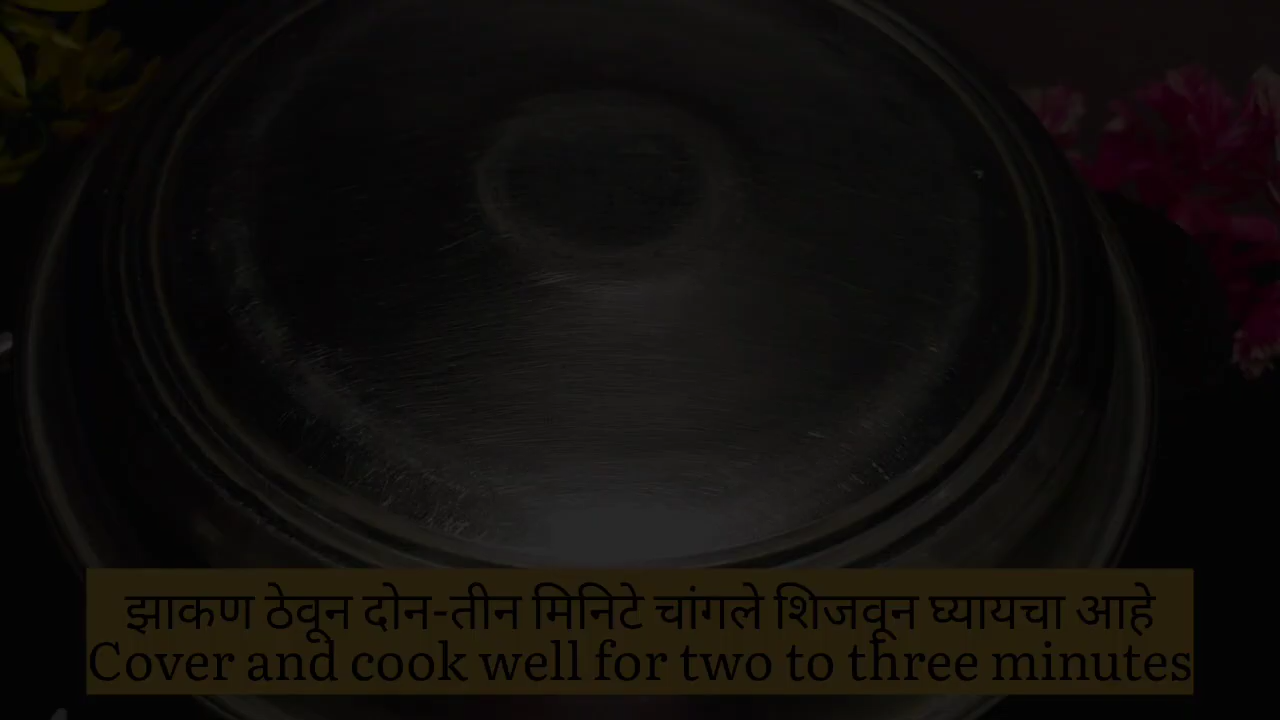 झाकण ठेवून दोन-तीन मिनिटे चांगले शिजवून घ्यायचा आहे
Cover and cook well for two to three minutes